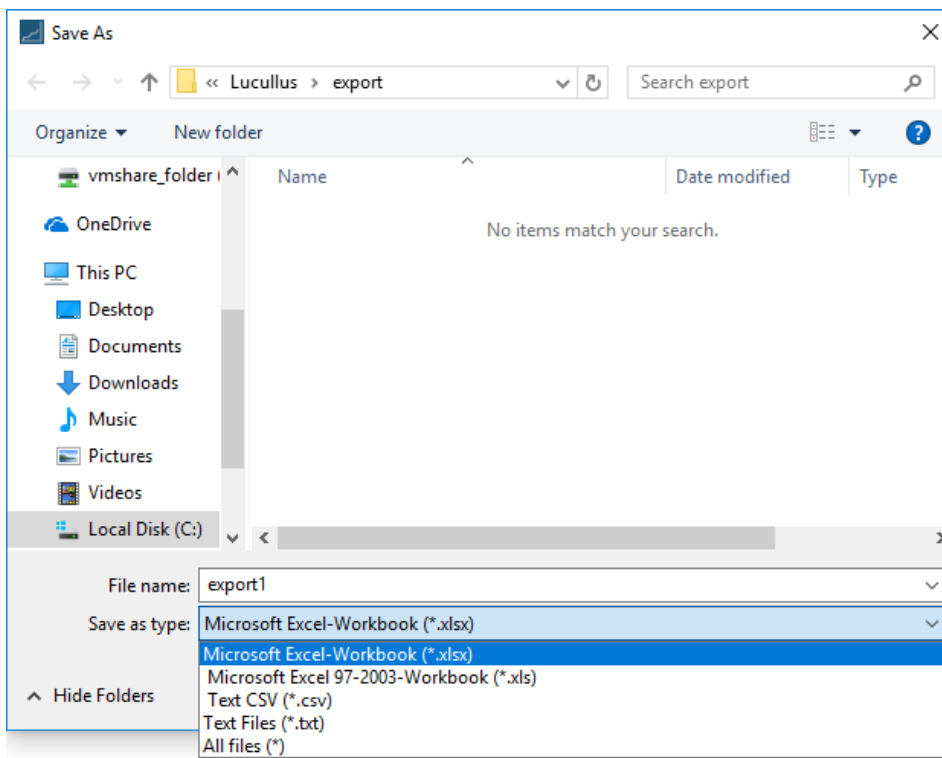 Save As
« Lucullus › export
Search export
Organize
New folder
vmshare_folder (
Name
Date modified
Type
OneDrive
No items match your search.
This PC
Desktop
Documents
Downloads
Music
Pictures
Videos
Local Disk (C:)
File name: export1
Save as type: Microsoft Excel-Workbook (*.xlsx)
Microsoft Excel-Workbook (*.xlsx)
Microsoft Excel 97-2003-Workbook (*.xls)
Hide Folders
Text CSV (*.csv)
Text Files (*.txt)
All files (*)